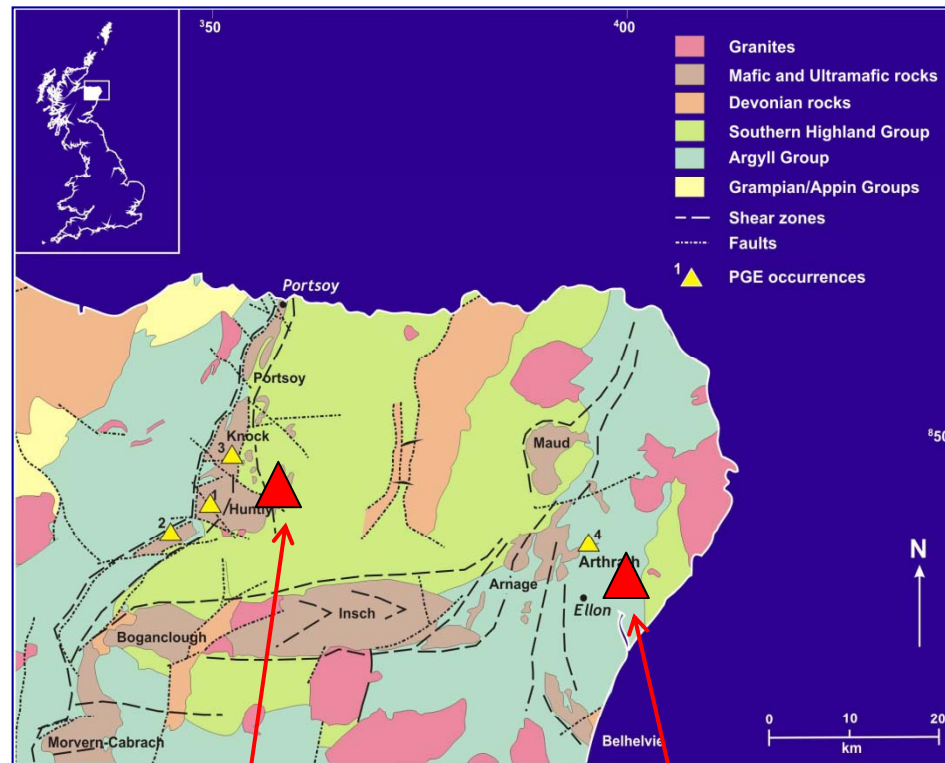 ³50
⁴00
Granites
Mafic and Ultramafic rocks
Devonian rocks
Southern Highland Group
Argyll Group
Grampian/Appin Groups
Shear zones
Faults
1 PGE occurrences
Portsoy
Portsoy
⁸50
Knock
3
Maud
1
/Huntly
2
4
Arthrath
N
Arnage
Ellon
Insch
Boganclough
Morvern-Cabrach
Belhelvie
0 10 20
km